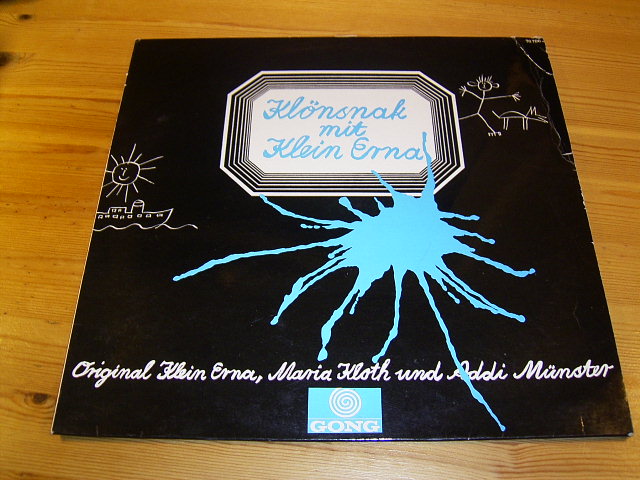 Klönsnak
mit
Klein Erna
Original Klein Erna, Maria Kloth und Addi Münster
GONG